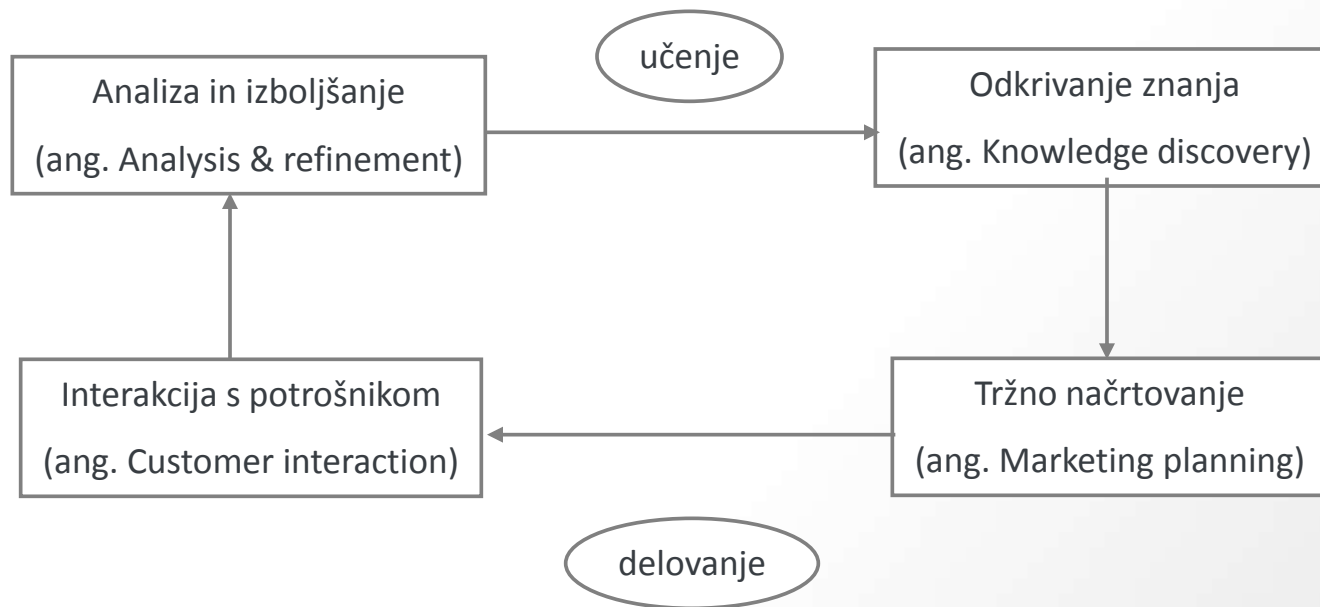 učenje
Analiza in izboljšanje
(ang. Analysis & refinement)
Odkrivanje znanja
(ang. Knowledge discovery)
Interakcija s potrošnikom
(ang. Customer interaction)
Tržno načrtovanje
(ang. Marketing planning)
delovanje